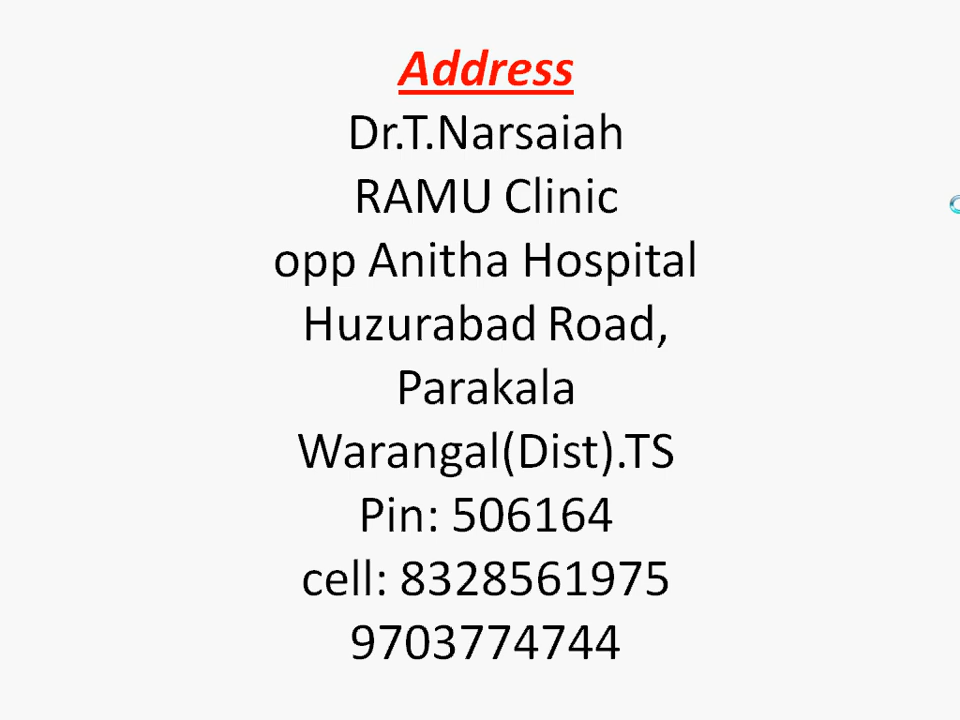 Address
Dr.T.Narsaiah
RAMU Clinic
opp Anitha Hospital
Huzurabad Road,
Parakala
Warangal(Dist).TS
Pin: 506164
cell: 8328561975
9703774744